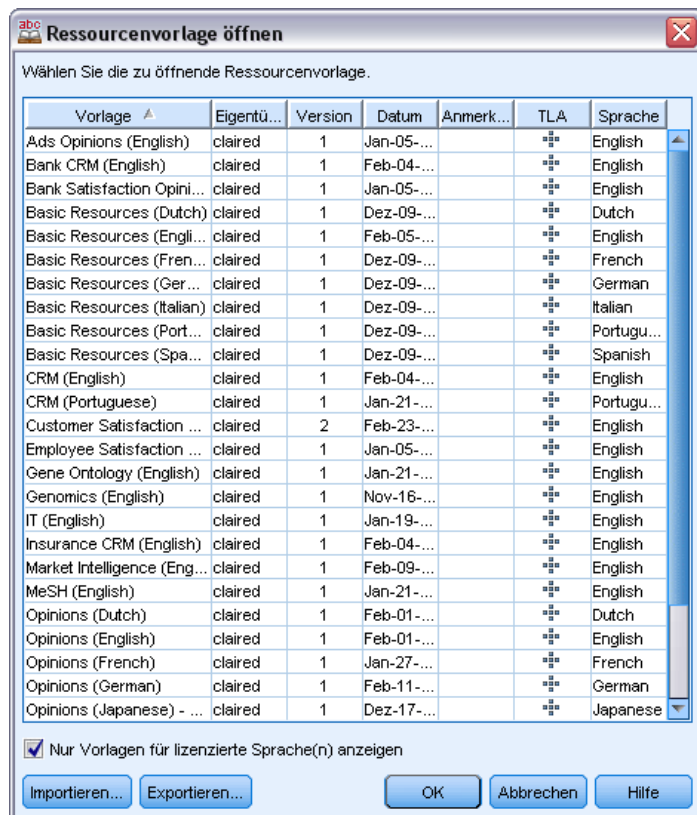 abc Ressourcenvorlage öffnen
Wählen Sie die zu öffnende Ressourcenvorlage.
Vorlage Eigentü... Version Datum Anmerk... TLA Sprache
Ads Opinions (English) claired 1 Jan-05-... English
Bank CRM (English) claired 1 Feb-04-... English
Bank Satisfaction Opini... claired 1 Jan-05-... English
Basic Resources (Dutch) claired 1 Dez-09-... Dutch
Basic Resources (Engli... claired 1 Feb-05-... English
Basic Resources (Fren... claired 1 Dez-09-... French
Basic Resources (Ger... claired 1 Dez-09-... German
Basic Resources (Italian) claired 1 Dez-09-... Italian
Basic Resources (Port... claired 1 Dez-09-... Portugu...
Basic Resources (Spa... claired 1 Dez-09-... Spanish
CRM (English) claired 1 Feb-04-... English
CRM (Portuguese) claired 1 Jan-21-... Portugu...
Customer Satisfaction ... claired 2 Feb-23-... English
Employee Satisfaction ... claired 1 Jan-05-... English
Gene Ontology (English) claired 1 Jan-21-... English
Genomics (English) claired 1 Nov-16-... English
IT (English) claired 1 Jan-19-... English
Insurance CRM (English) claired 1 Feb-04-... English
Market Intelligence (Eng... claired 1 Feb-09-... English
MeSH (English) claired 1 Jan-21-... English
Opinions (Dutch) claired 1 Feb-01-... Dutch
Opinions (English) claired 1 Feb-01-... English
Opinions (French) claired 1 Jan-27-... French
Opinions (German) claired 1 Feb-11-... German
Opinions (Japanese) - ... claired 1 Dez-17-... Japanese
Nur Vorlagen für lizenzierte Sprache(n) anzeigen
Importieren... Exportieren... OK Abbrechen Hilfe